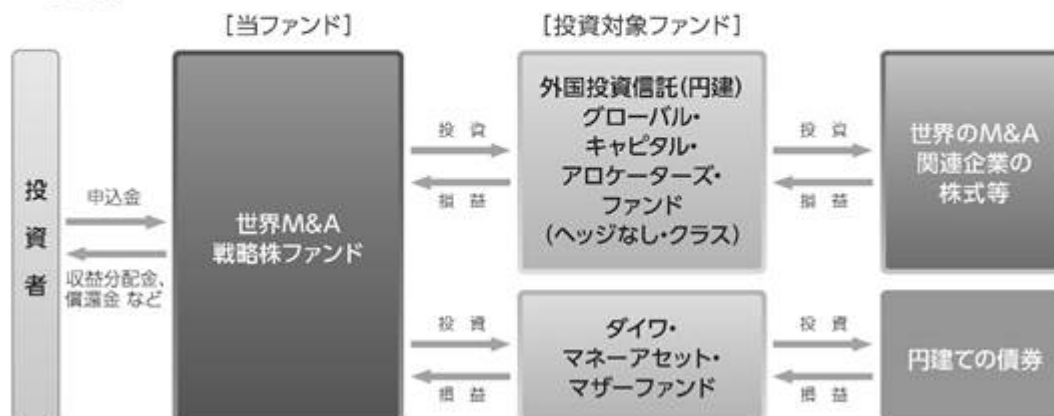 [当ファンド]
[投資対象ファンド]
投資者
申込金
収益分配金、
償還金 など
世界M&A
戦略株ファンド
投 資
損 益
外国投資信託(円建)
グローバル・
キャピタル・
アロケーターズ・
ファンド
(ヘッジなし・クラス)
投 資
損 益
世界のM&A
関連企業の
株式等
投 資
損 益
ダイワ・
マネーアセット・
マザーファンド
投 資
損 益
円建ての債券